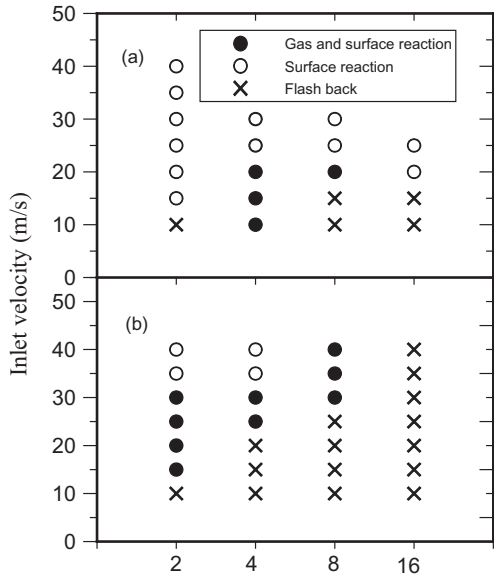 50
40
30
20
10
0
(a)
Gas and surface reaction
Surface reaction
Flash back
Inlet velocity (m/s)
50
40
30
20
10
0
(b)
2 4 8 16